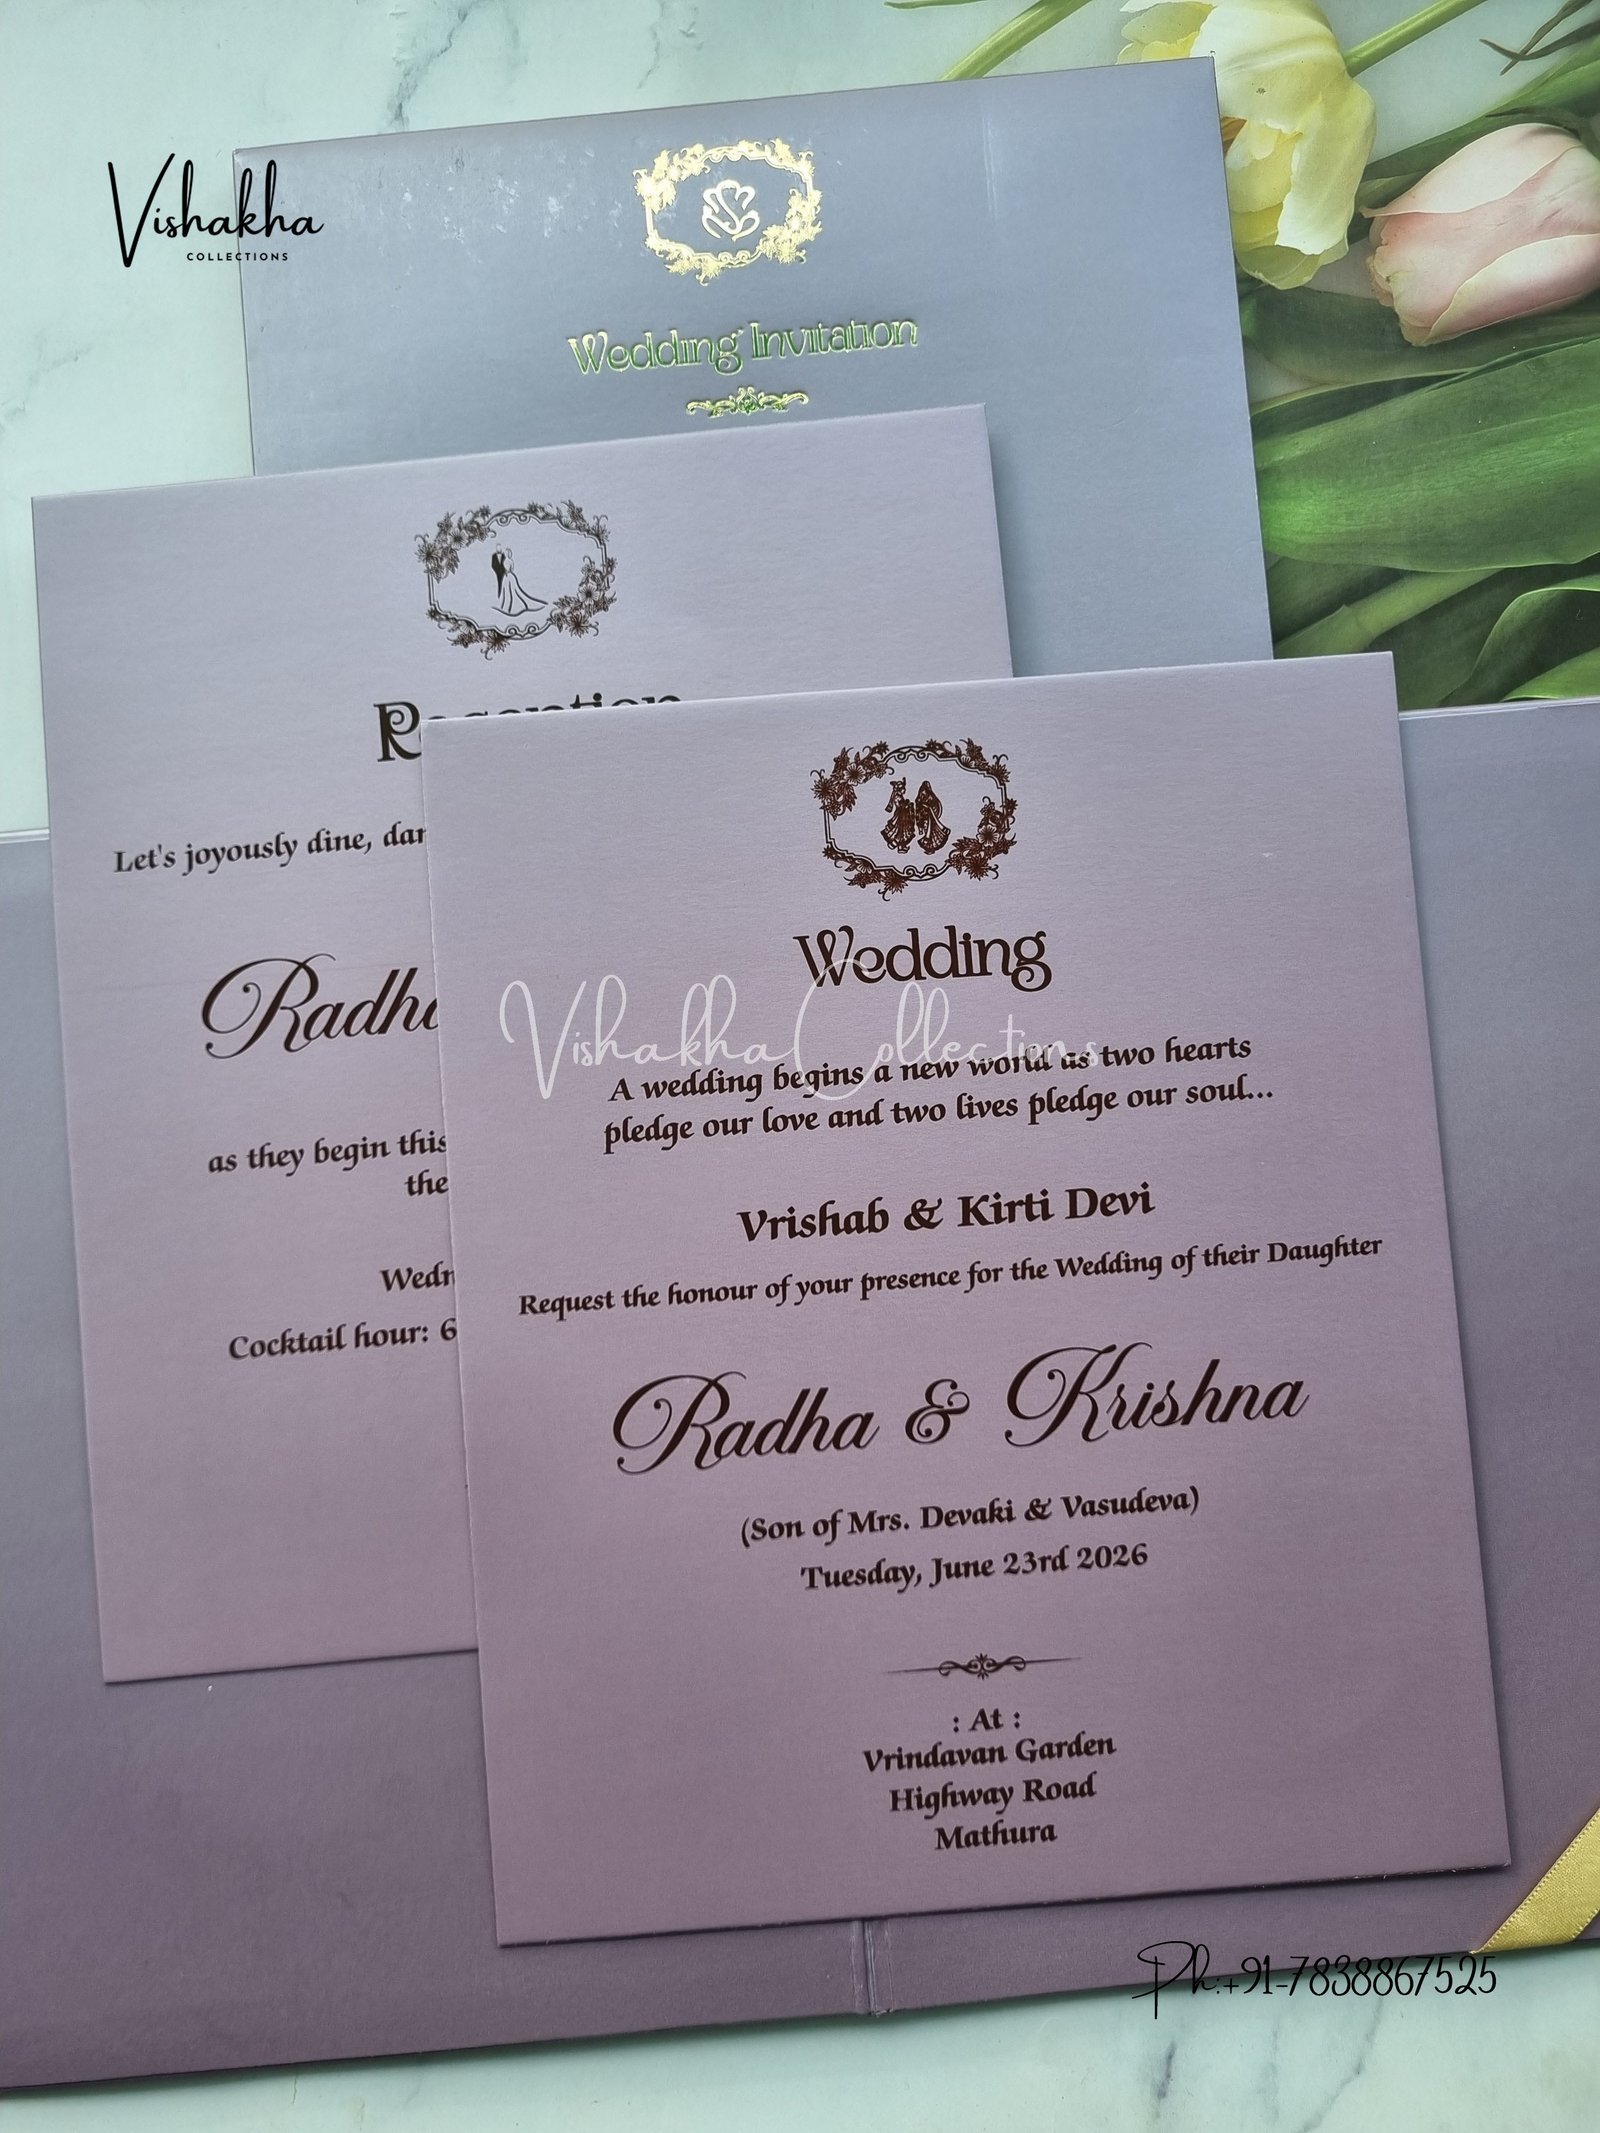 Vishakha
COLLECTIONS
Wedding Invitation
Reception
Let's joyously dine,
Radha
as they begin this
the
Cocktail hour: 6
Wedding
Vishakha Collections
A wedding begins a new world as two hearts
pledge our love and two lives pledge our soul...
Vrishab & Kirti Devi
Request the honour of your presence for the Wedding of their Daughter
Radha & Krishna
(Son of Mrs. Devaki & Vasudeva)
Tuesday, June 23rd 2026
: At :
Vrindavan Garden
Highway Road
Mathura
Ph:+91-7838867525